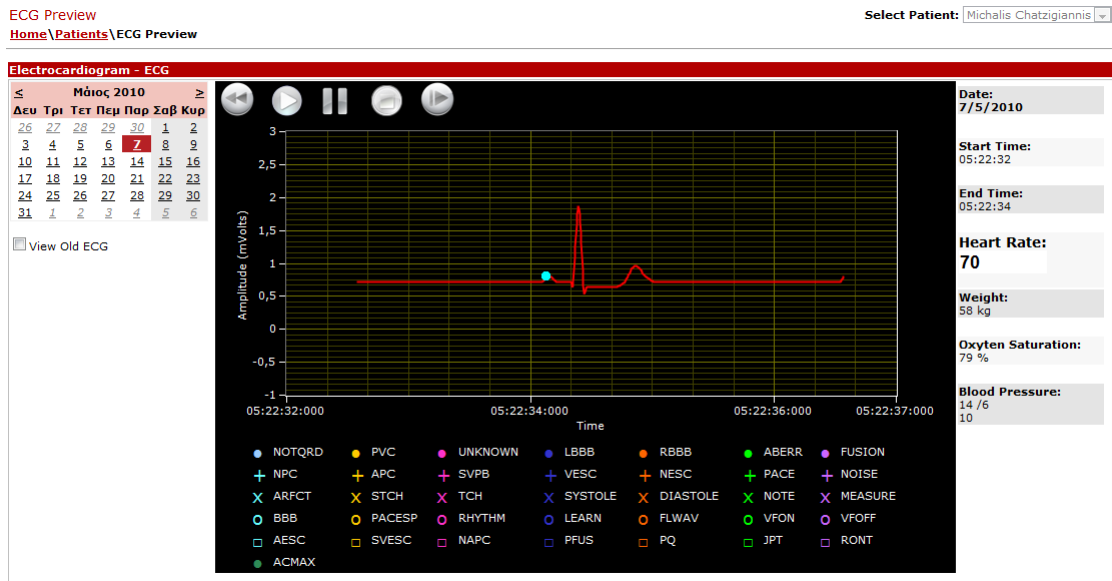 ECG Preview
Select Patient: Michalis Chatzigiannis
Home\Patients\ECG Preview
Electrocardiogram - ECG
< Μάιος 2010 >
Δευ Τρι Τετ Πεμ Παρ Σαβ Κυρ
26 27 28 29 30 1 2
3 4 5 6 7 8 9
10 11 12 13 14 15 16
17 18 19 20 21 22 23
24 25 26 27 28 29 30
31 1 2 3 4 5 6
View Old ECG
3
2,5
2
1,5
1
0,5
0
-0,5
-1
Amplitude (mVolts)
05:22:32:000 05:22:34:000 05:22:36:000 05:22:37:000
Time
NOTQRD PVC UNKNOWN LBBB RBBB ABERR FUSION
NPC APC SVPB VESC NESC PACE NOISE
ARFCT STCH TCH SYSTOLE DIASTOLE NOTE MEASURE
BBB PACESP RHYTHM LEARN FLWAV VFON VFOFF
AESC SVESC NAPC PFUS PQ JPT RONT
ACMAX
Date:
7/5/2010
Start Time:
05:22:32
End Time:
05:22:34
Heart Rate:
70
Weight:
58 kg
Oxyten Saturation:
79 %
Blood Pressure:
14 /6
10